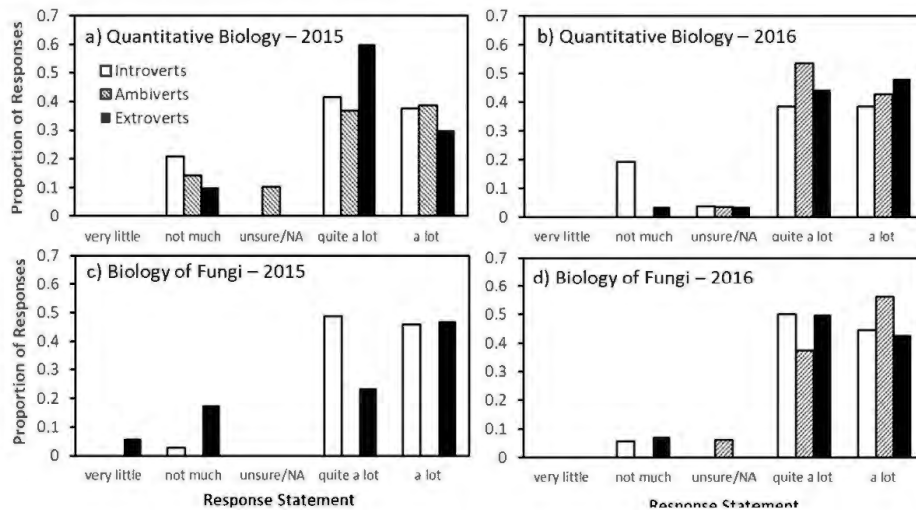 a) Quantitative Biology – 2015
Introverts
Ambiverts
Extroverts
Proportion of Responses
0.7
0.6
0.5
0.4
0.3
0.2
0.1
0
very little not much unsure/NA quite a lot a lot
b) Quantitative Biology – 2016
0.7
0.6
0.5
0.4
0.3
0.2
0.1
0
very little not much unsure/NA quite a lot a lot
c) Biology of Fungi – 2015
Proportion of Responses
0.7
0.6
0.5
0.4
0.3
0.2
0.1
0
very little not much unsure/NA quite a lot a lot
Response Statement
d) Biology of Fungi – 2016
0.7
0.6
0.5
0.4
0.3
0.2
0.1
0
very little not much unsure/NA quite a lot a lot
Response Statement